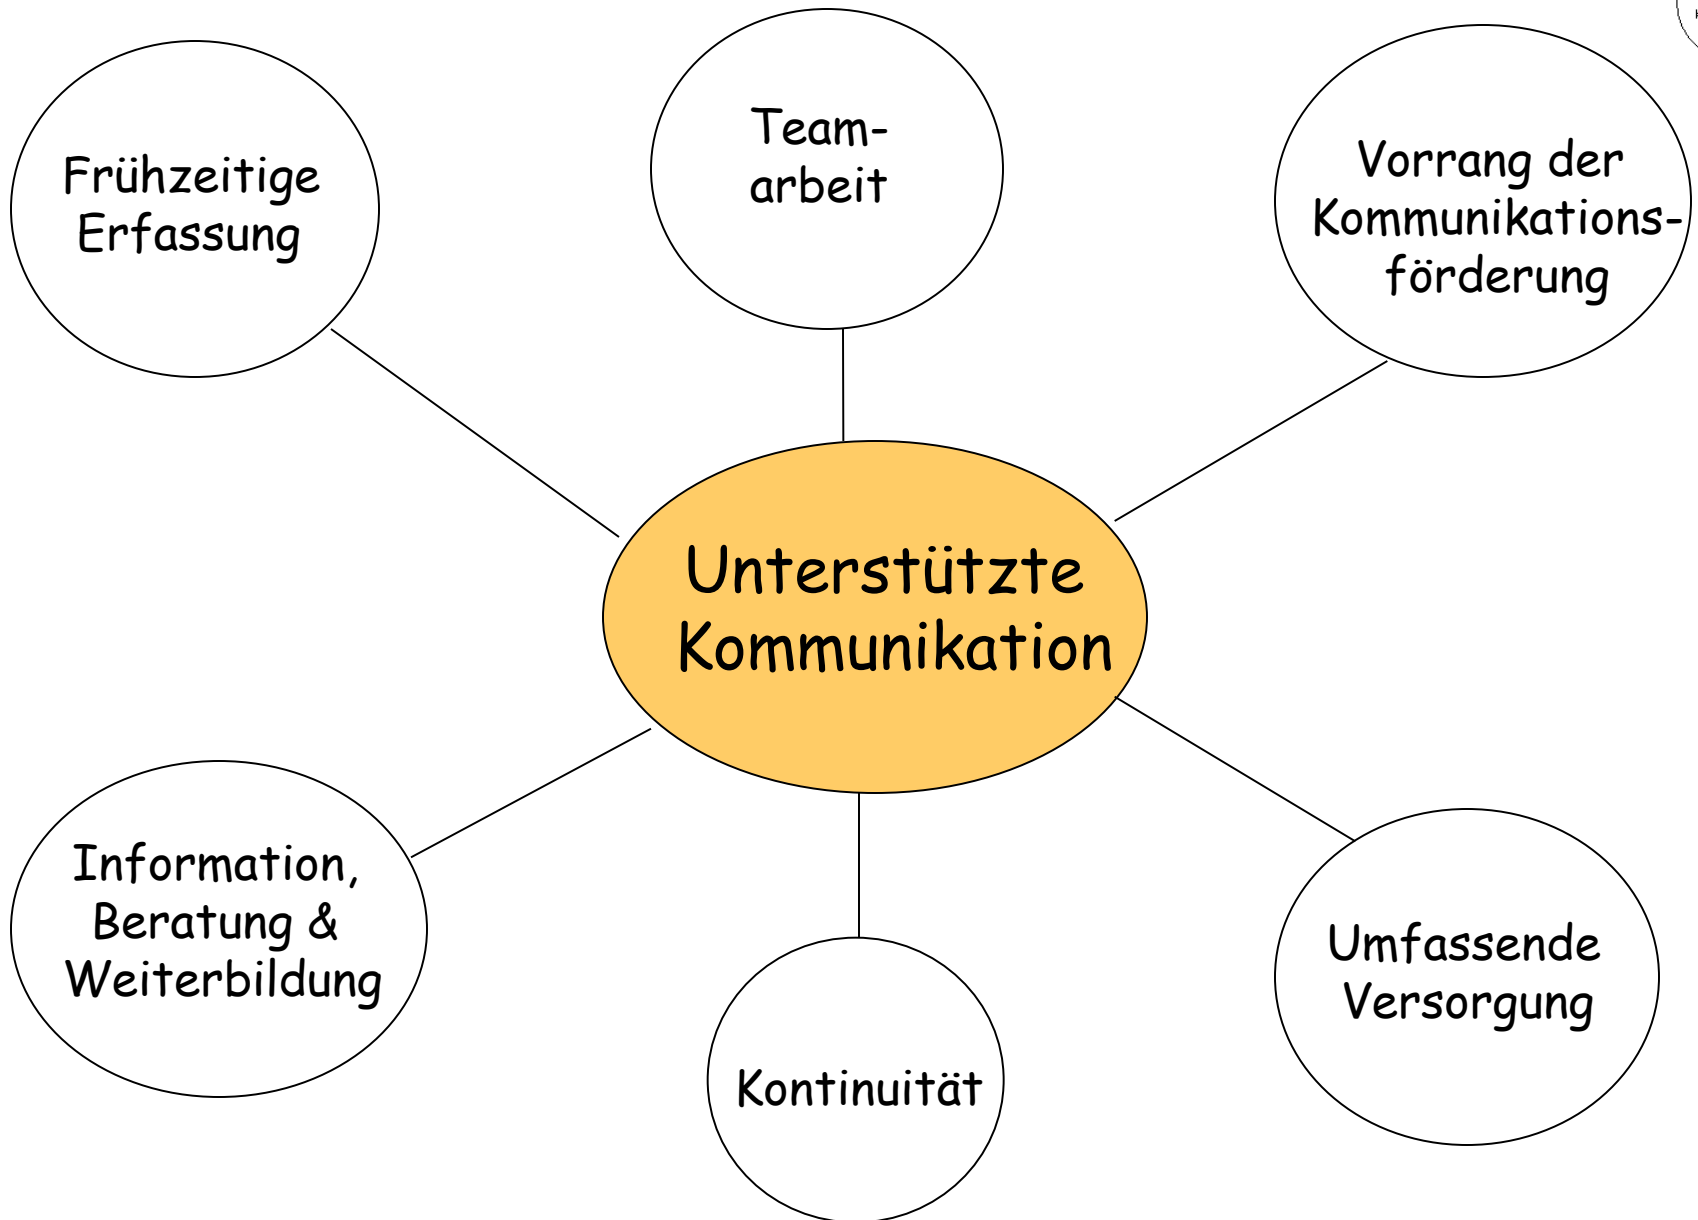 Team-
arbeit
Frühzeitige
Erfassung
Vorrang der
Kommunikations-
förderung
Unterstützte
Kommunikation
Information,
Beratung &
Weiterbildung
Umfassende
Versorgung
Kontinuität